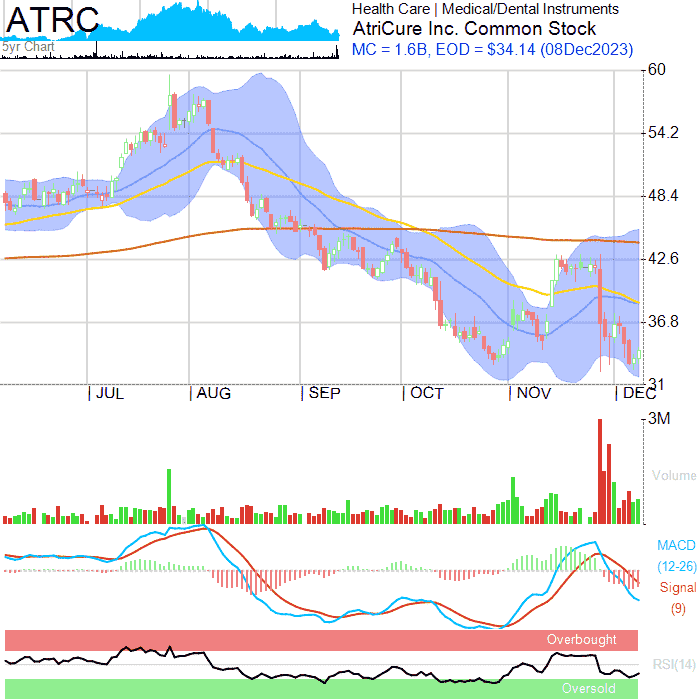 ATRC
5yr Chart
Health Care | Medical/Dental Instruments
AtriCure Inc. Common Stock
MC = 1.6B, EOD = $34.14 (08Dec2023)
60
54.2
48.4
42.6
36.8
31
JUL AUG SEP OCT NOV DEC
3M
Volume
MACD
(12-26)
Signal
(9)
Overbought
RSI(14)
Oversold